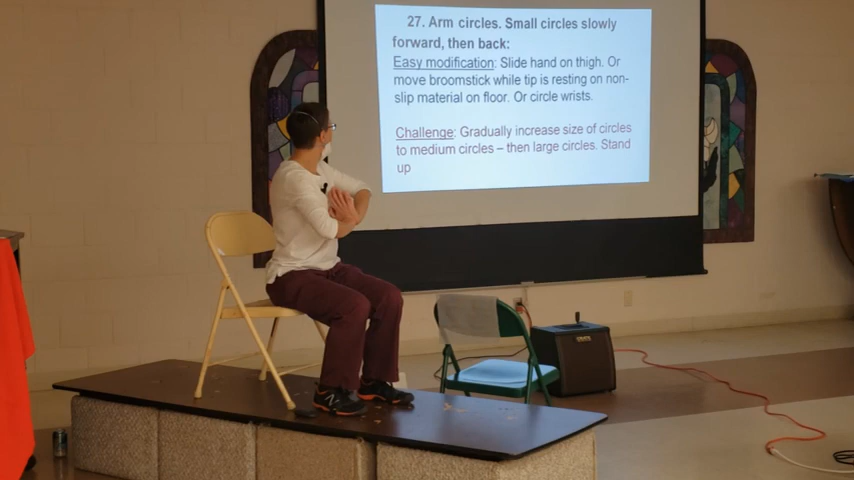 27. Arm circles. Small circles slowly
forward, then back:
Easy modification: Slide hand on thigh. Or
move broomstick while tip is resting on non-
slip material on floor. Or circle wrists.
Challenge: Gradually increase size of circles
to medium circles – then large circles. Stand
up